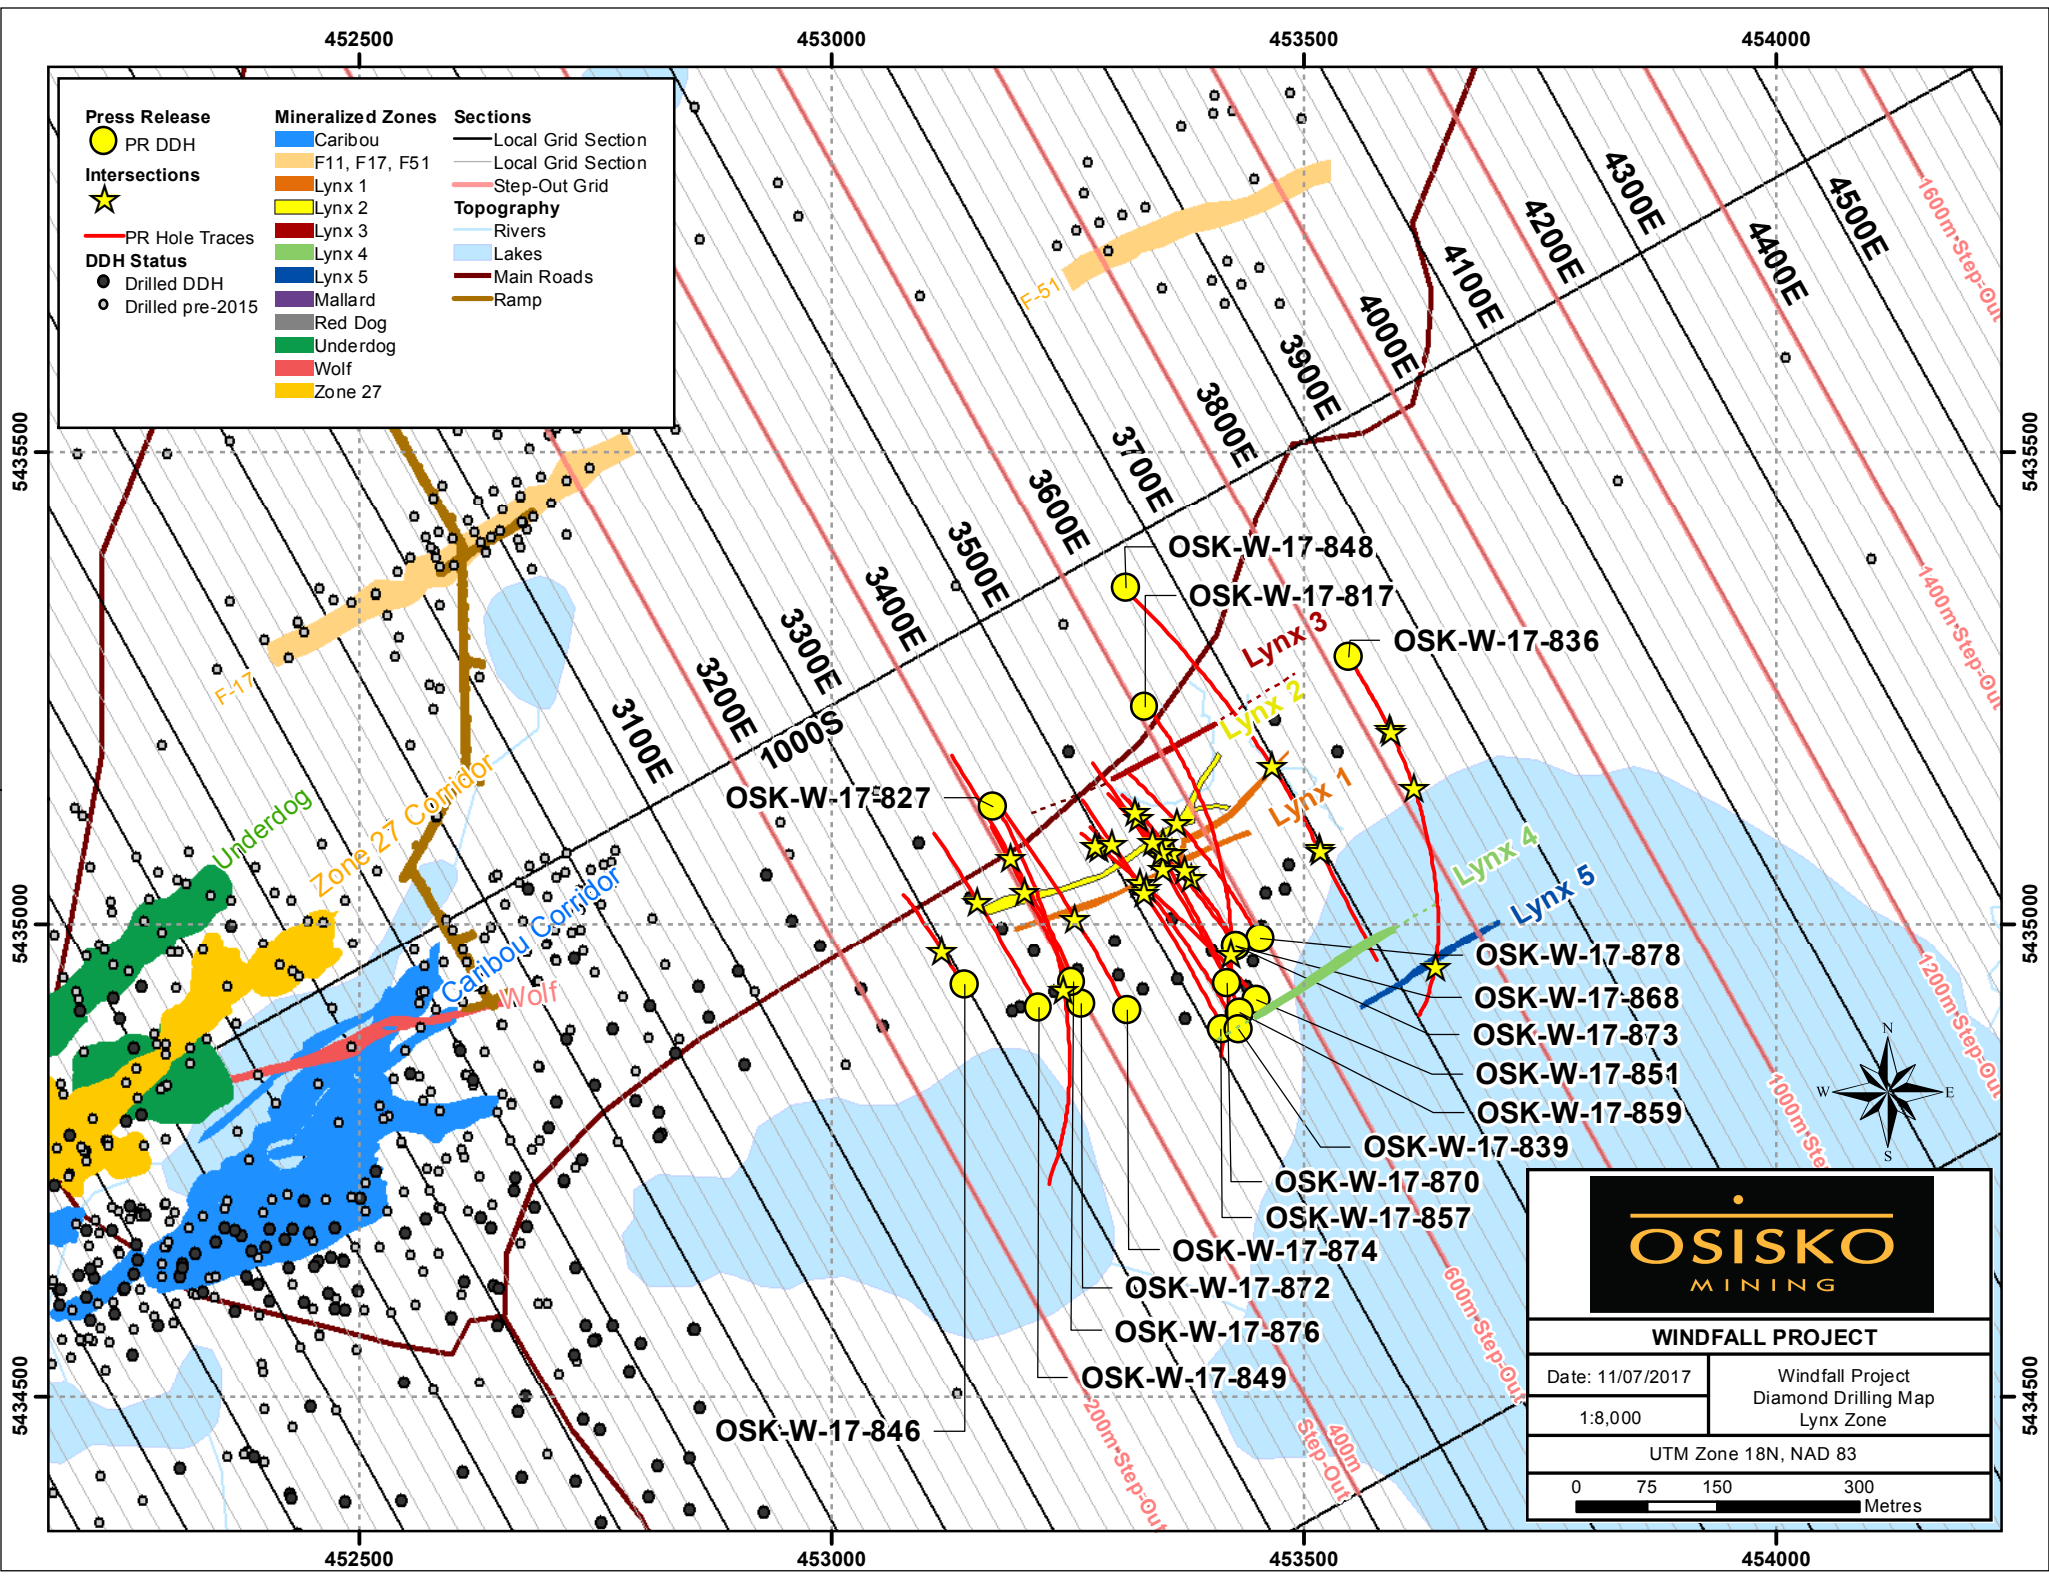 452500
453000
453500
454000
Press Release
PR DDH
Intersections
PR Hole Traces
DDH Status
Drilled DDH
Drilled pre-2015
Mineralized Zones
Caribou
F11, F17, F51
Lynx 1
Lynx 2
Lynx 3
Lynx 4
Lynx 5
Mallard
Red Dog
Underdog
Wolf
Zone 27
Sections
Local Grid Section
Local Grid Section
Step-Out Grid
Topography
Rivers
Lakes
Main Roads
Ramp
5435500
5435500
5435000
5435000
5434500
5434500
4500E
4400E
4300E
4200E
4100E
4000E
3900E
3800E
3700E
3600E
3500E
3400E
3300E
3200E
3100E
1000S
F-51
F-17
1600m Step-Out
1400m Step-Out
1200m Step-Out
1000m Step
600m Step-Out
400m
Step-Out
200m Step-Out
OSK-W-17-848
OSK-W-17-817
OSK-W-17-836
Lynx 3
Lynx 2
Lynx 1
Lynx 4
Lynx 5
OSK-W-17-827
Underdog
Zone 27 Corridor
Caribou Corridor
Wolf
OSK-W-17-878
OSK-W-17-868
OSK-W-17-873
OSK-W-17-851
OSK-W-17-859
OSK-W-17-839
OSK-W-17-870
OSK-W-17-857
OSK-W-17-874
OSK-W-17-872
OSK-W-17-876
OSK-W-17-849
OSK-W-17-846
N
W
E
S
OSISKO
MINING
WINDFALL PROJECT
Date: 11/07/2017
1:8,000
Windfall Project
Diamond Drilling Map
Lynx Zone
UTM Zone 18N, NAD 83
0 75 150 300
Metres
452500
453000
453500
454000